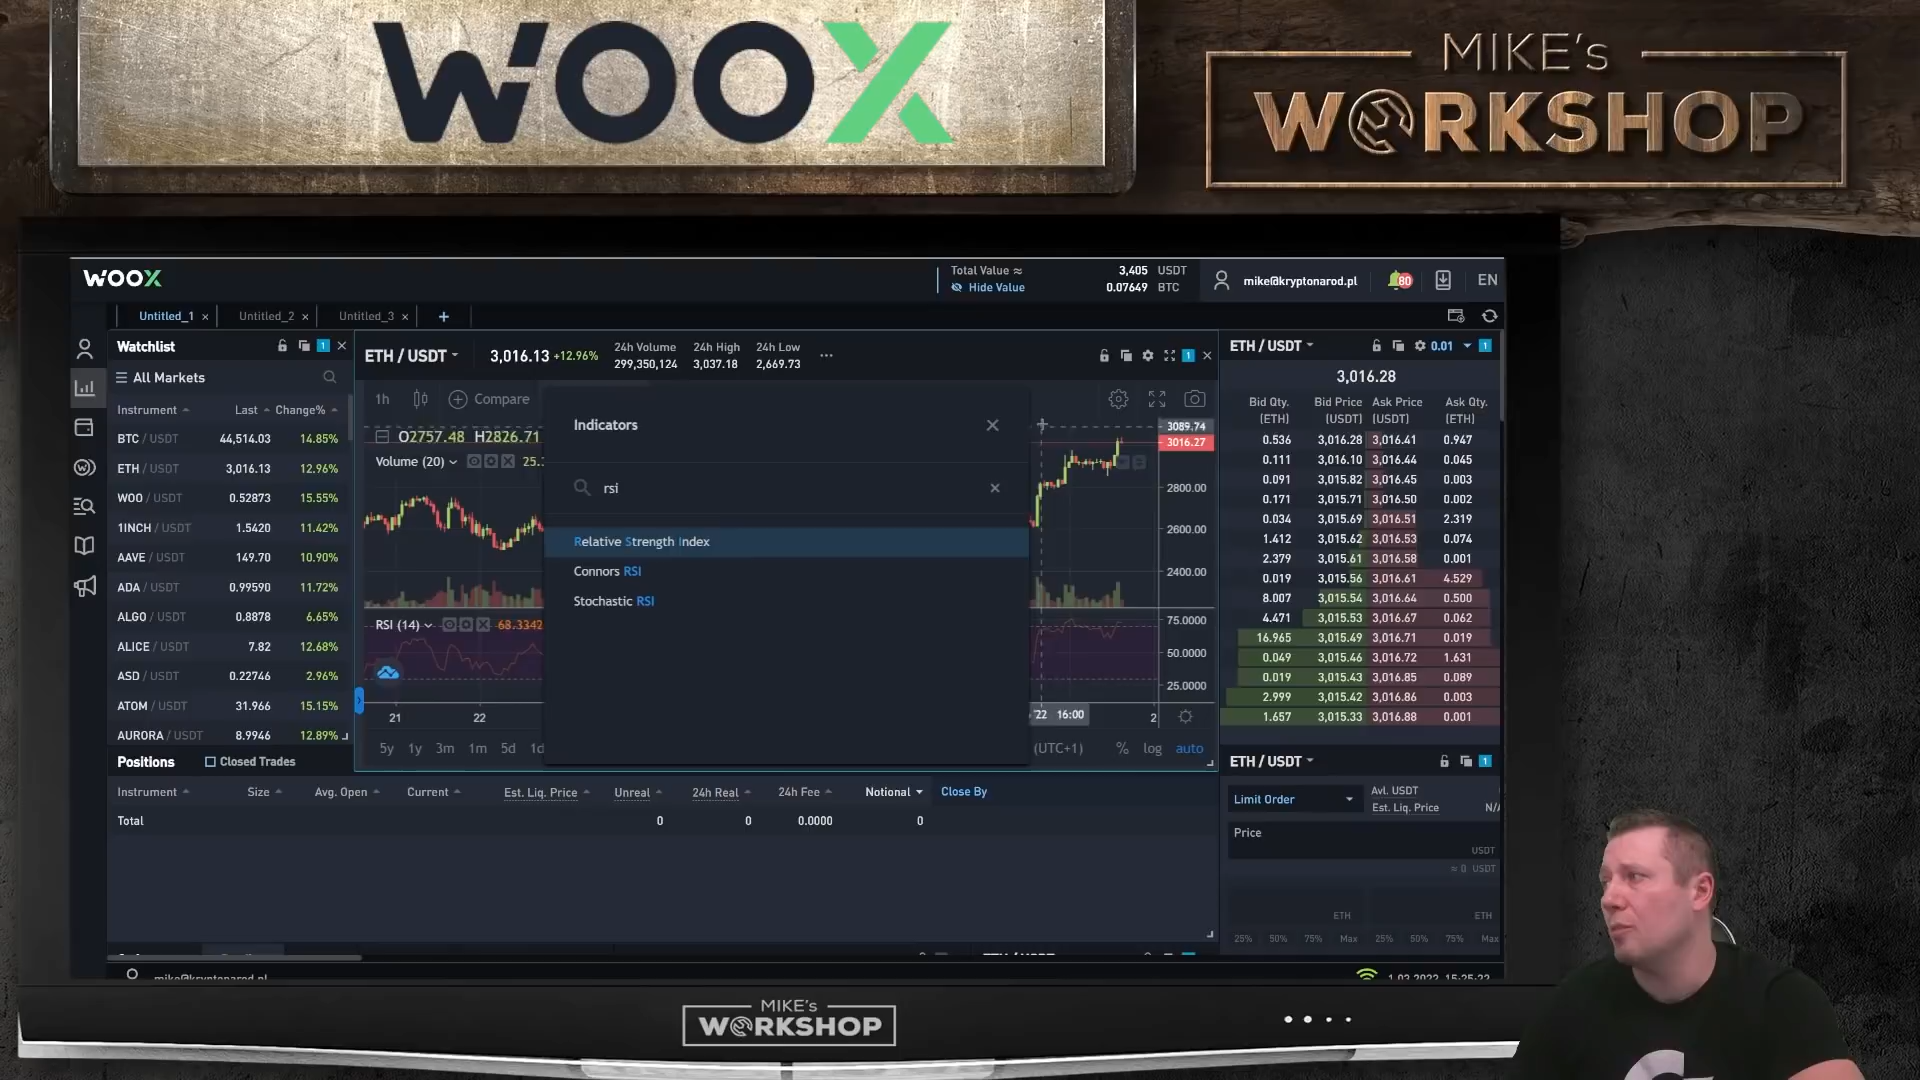 WOOX
MIKE's
WORKSHOP
WOOX
Total Value ≈ 3,405 USDT
Hide Value 0.07649 BTC
mike@kryptonarod.pl
80
EN
Untitled_1 × Untitled_2 × Untitled_3 × +
Watchlist 1
All Markets
Instrument Last Change%
BTC / USDT 44,514.03 14.85%
ETH / USDT 3,016.13 12.96%
WOO / USDT 0.52873 15.55%
1INCH / USDT 1.5420 11.42%
AAVE / USDT 149.70 10.90%
ADA / USDT 0.99590 11.72%
ALGO / USDT 0.8878 6.65%
ALICE / USDT 7.82 12.68%
ASD / USDT 0.22746 2.96%
ATOM / USDT 31.966 15.15%
AURORA / USDT 8.9946 12.89%
ETH / USDT 3,016.13 +12.96%
24h Volume 24h High 24h Low
299,350,124 3,037.18 2,669.73
1
1h Compare
O2757.48 H2826.71
Volume (20) 25.
RSI (14) 68.3342
Indicators
rsi
Relative Strength Index
Connors RSI
Stochastic RSI
3089.74
3016.27
2800.00
2600.00
2400.00
75.0000
50.0000
25.0000
21 22 '22 16:00 2
5y 1y 3m 1m 5d 1d (UTC+1) % log auto
ETH / USDT 0.01 1
3,016.28
Bid Qty. Bid Price Ask Price Ask Qty.
(ETH) (USDT) (USDT) (ETH)
0.536 3,016.28 3,016.41 0.947
0.111 3,016.10 3,016.44 0.045
0.091 3,015.82 3,016.45 0.003
0.171 3,015.71 3,016.50 0.002
0.034 3,015.69 3,016.51 2.319
1.412 3,015.62 3,016.53 0.074
2.379 3,015.61 3,016.58 0.001
0.019 3,015.56 3,016.61 4.529
8.007 3,015.54 3,016.64 0.500
4.471 3,015.53 3,016.67 0.062
16.965 3,015.49 3,016.71 0.019
0.049 3,015.46 3,016.72 1.631
0.019 3,015.43 3,016.85 0.089
2.999 3,015.42 3,016.86 0.003
1.657 3,015.33 3,016.88 0.001
Positions Closed Trades
Instrument Size Avg. Open Current Est. Liq. Price Unreal 24h Real 24h Fee Notional Close By
Total 0 0 0.0000 0
ETH / USDT 1
Limit Order
Avl. USDT
Est. Liq. Price N/
Price
USDT
≈ 0 USDT
ETH ETH
25% 50% 75% Max 25% 50% 75% Max
mike@kryptonarod.pl
MIKE's
WORKSHOP